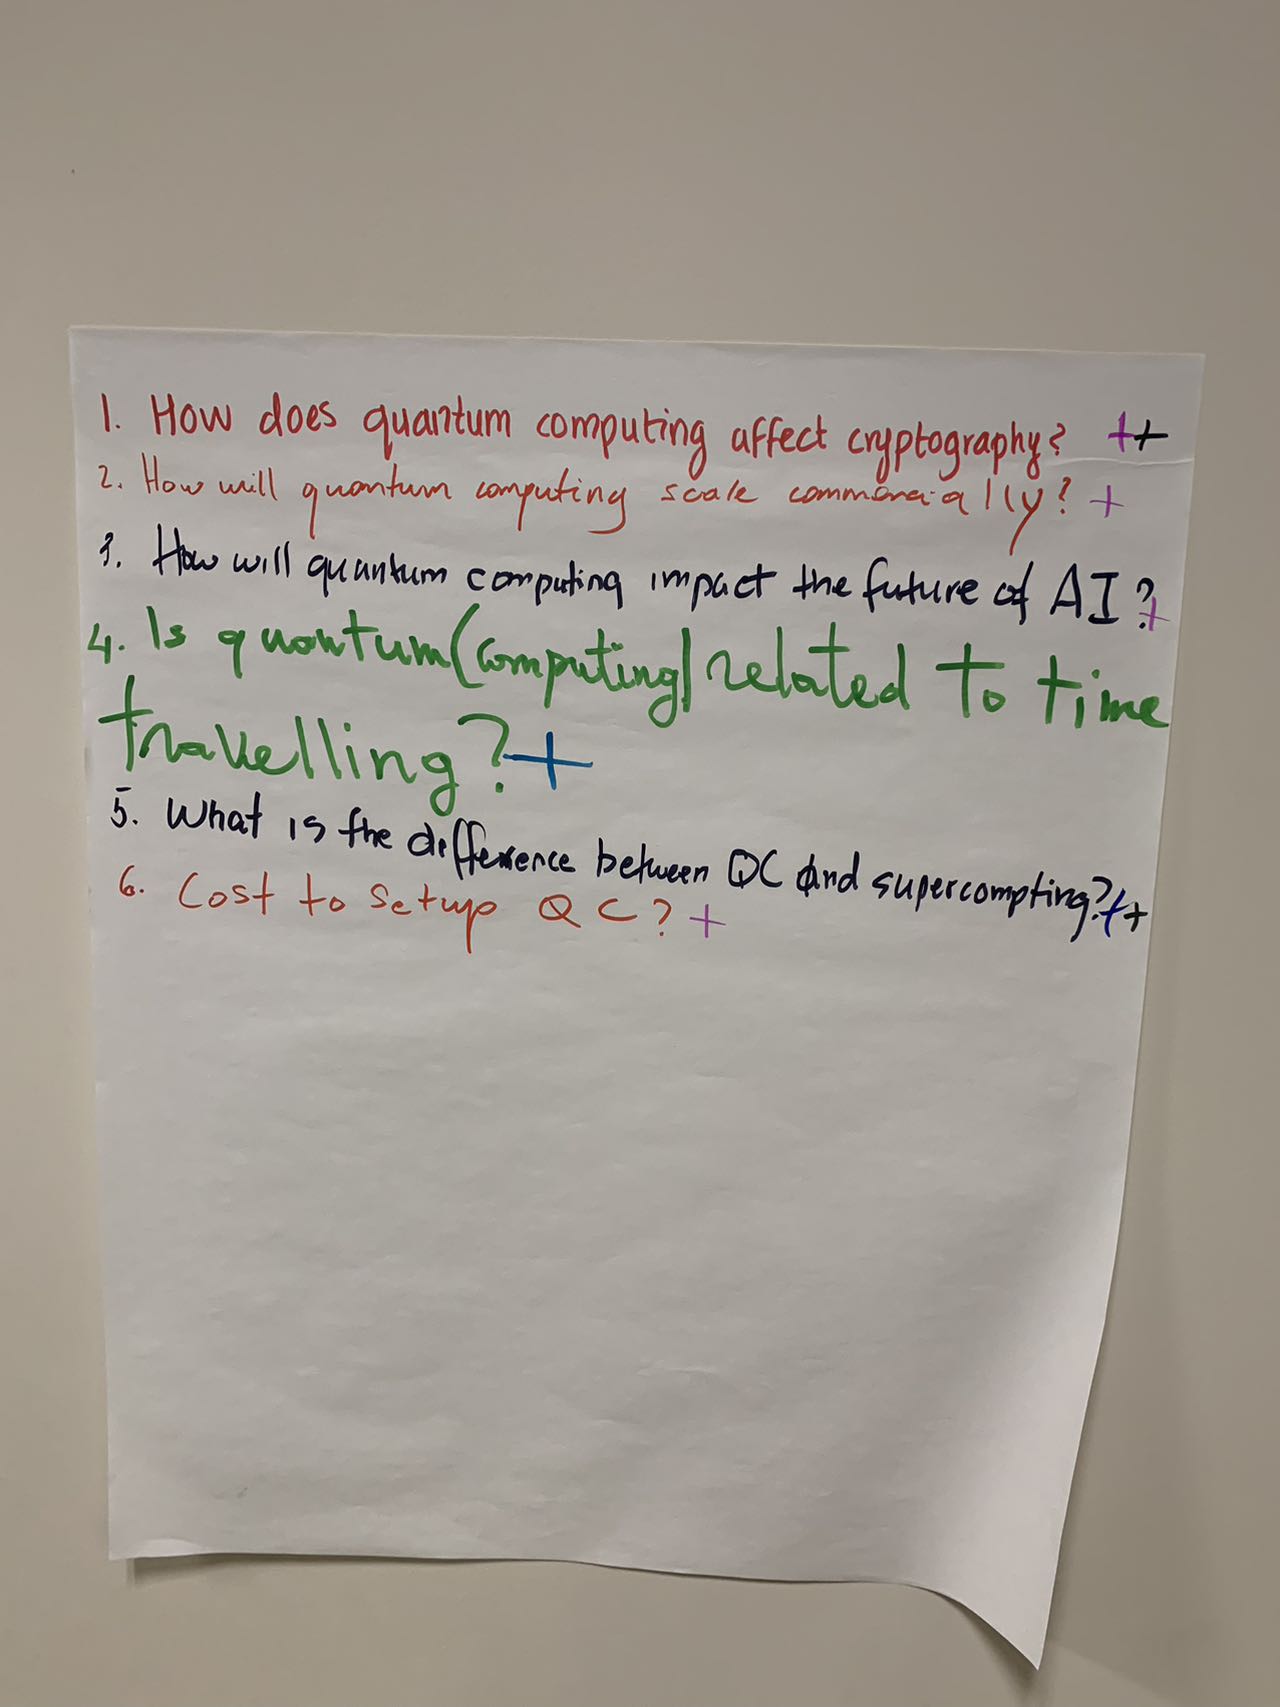 1. How does quantum computing affect cryptography? ++
2. How will quantum computing scale commercially? +
3. How will quantum computing impact the future of AI? +
4. Is quantum (computing) related to time
travelling? +
5. What is the difference between QC and supercompting? ++
6. Cost to setup QC? +